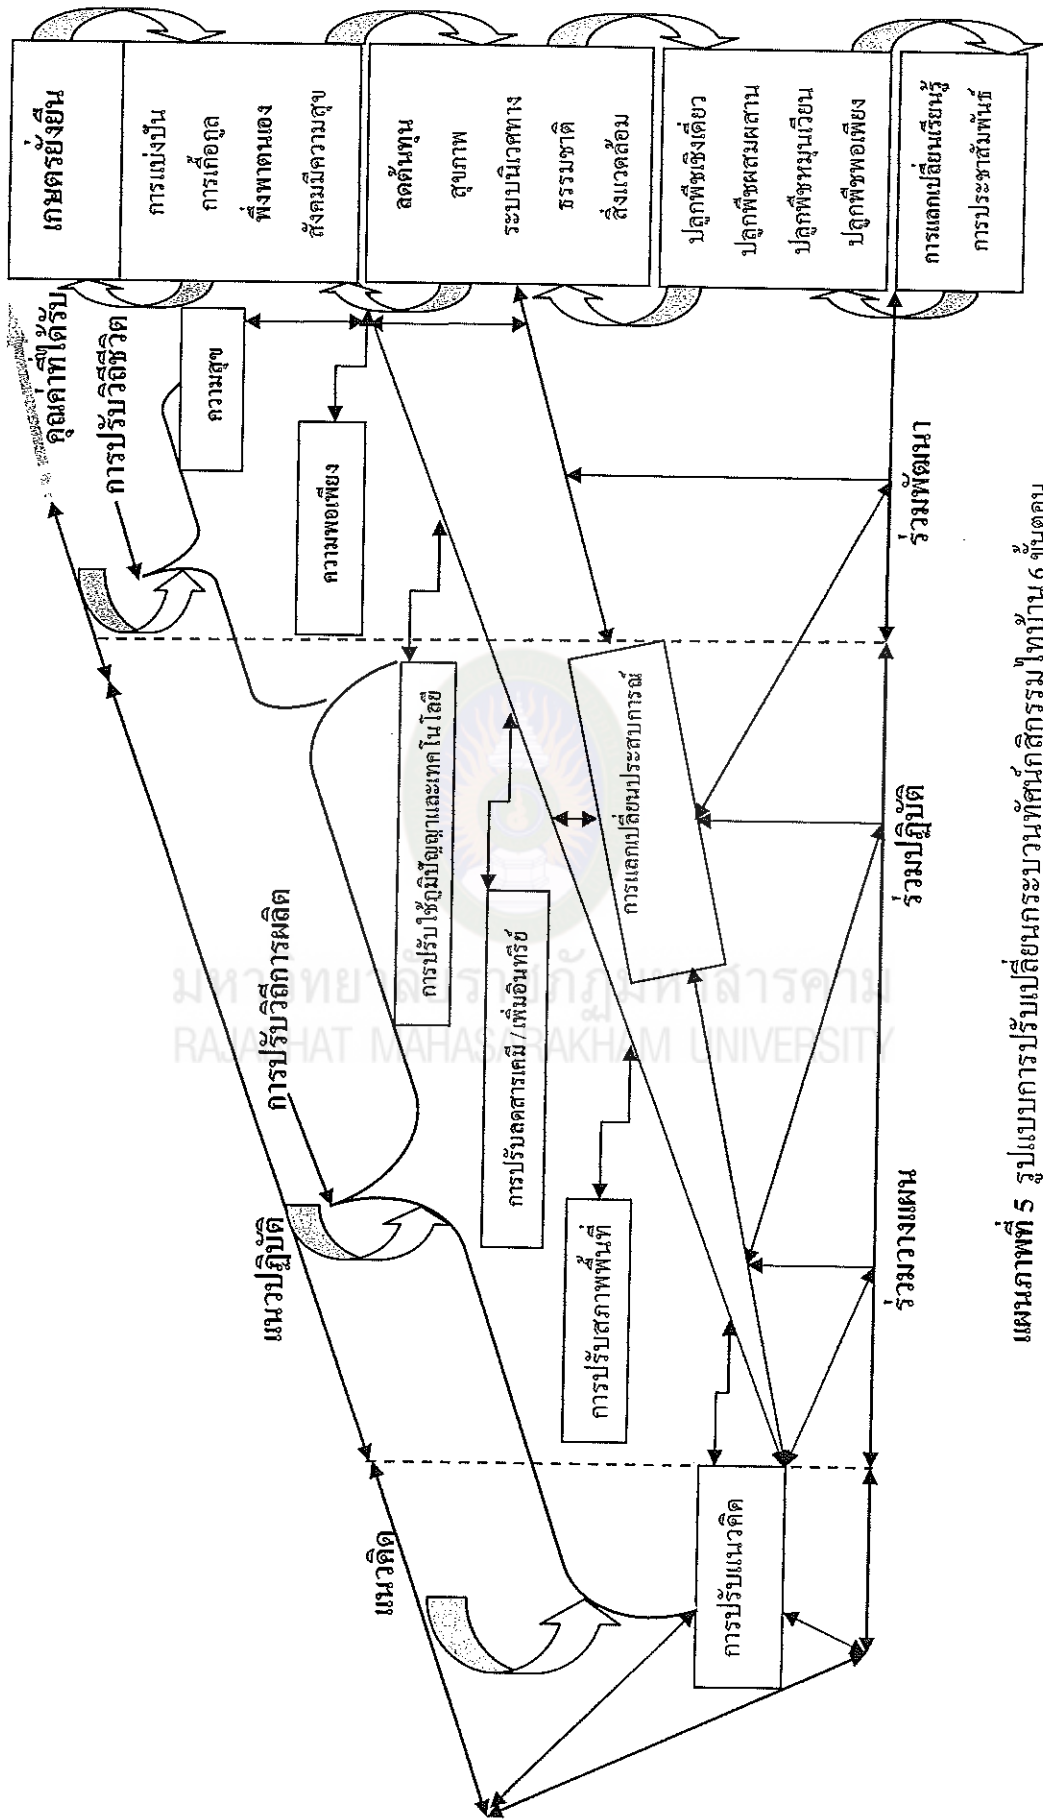 เกษตรยั่งยืน
การแบ่งปัน
การเกื้อกูล
พึ่งพาตนเอง
สังคมมีความสุข
ลดต้นทุน
สุขภาพ
ระบบนิเวศทาง
ธรรมชาติ
สิ่งแวดล้อม
ปลูกพืชเชิงเดี่ยว
ปลูกพืชผสมผสาน
ปลูกพืชหมุนเวียน
ปลูกพืชพอเพียง
การแลกเปลี่ยนเรียนรู้
การประชาสัมพันธ์
คุณค่าที่ได้รับ
การปรับวิถีชีวิต
ความสุข
ความพอเพียง
ร่วมพัฒนา
แนวปฏิบัติ
การปรับวิถีการผลิต
การปรับใช้ภูมิปัญญาและเทคโนโลยี
การปรับลดสารเคมี / เพิ่มอินทรีย์
การปรับสภาพพื้นที่
การแลกเปลี่ยนประสบการณ์
ร่วมปฏิบัติ
ร่วมวางแผน
แนวคิด
การปรับแนวคิด
มหาวิทยาลัยราชภัฏมหาสารคาม
RAJABHAT MAHASARAKHAM UNIVERSITY
แผนภาพที่ 5 รูปแบบการปรับเปลี่ยนกระบวนทัศน์กสิกรรมไทบ้าน 6 ขั้นตอน